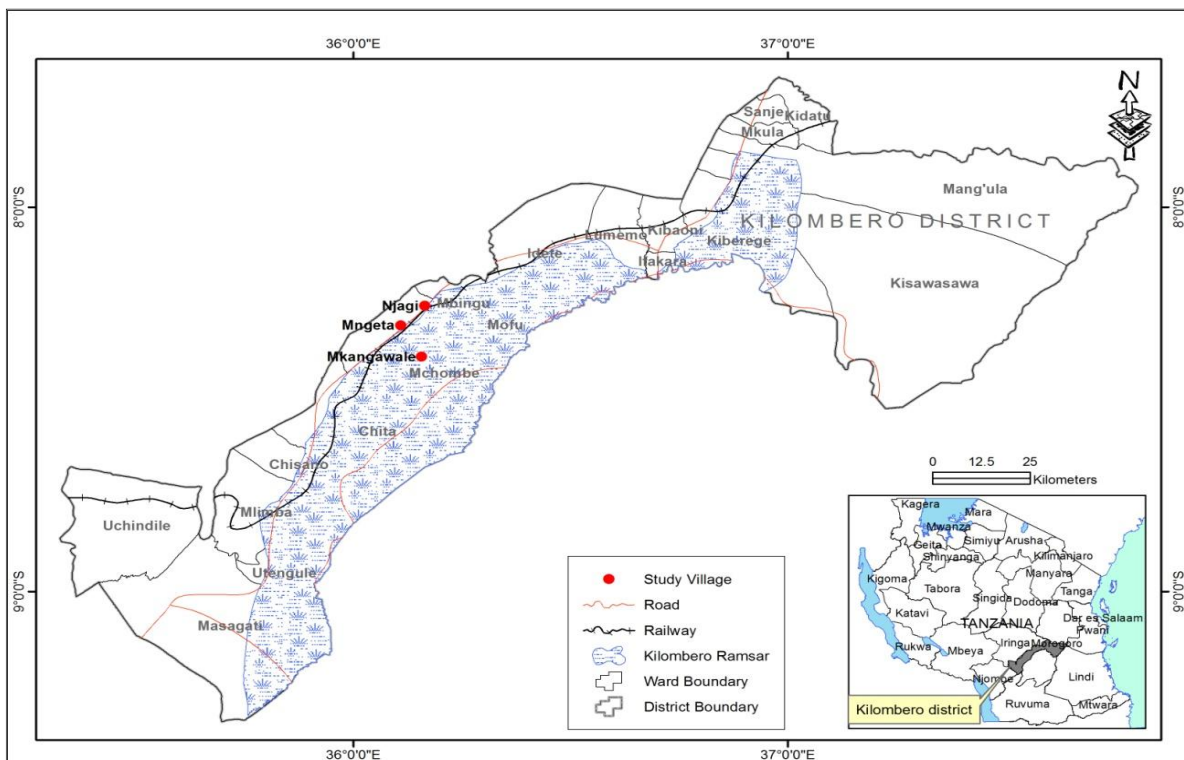 36°0'0"E
37°0'0"E
N
Sanje
Kidatu
Mkula
8°0'0"S
8°0'0"S
Mang'ula
KILOMBERO DISTRICT
Lumemo
Kibaoni
Kiberege
Idete
Ifakara
Kisawasawa
Njagi
Mbingu
Mngeta
Mofu
Mkangawale
Mchombe
Chita
Chisano
Mlimba
Uchindile
Utengule
Masagati
9°0'0"S
9°0'0"S
0 12.5 25
Kilometers
Study Village
Road
Railway
Kilombero Ramsar
Ward Boundary
District Boundary
Kagera
Mara
Mwanza
Simiyu
Arusha
Geita
Shinyanga
Kilimanjaro
Manyara
Kigoma
Tabora
Tanga
Singida
Dodoma
Katavi
Dar es Salaam
Pwani
TANZANIA
Iringa
Morogoro
Rukwa
Mbeya
Njombe
Lindi
Ruvuma
Mtwara
Kilombero district
36°0'0"E
37°0'0"E